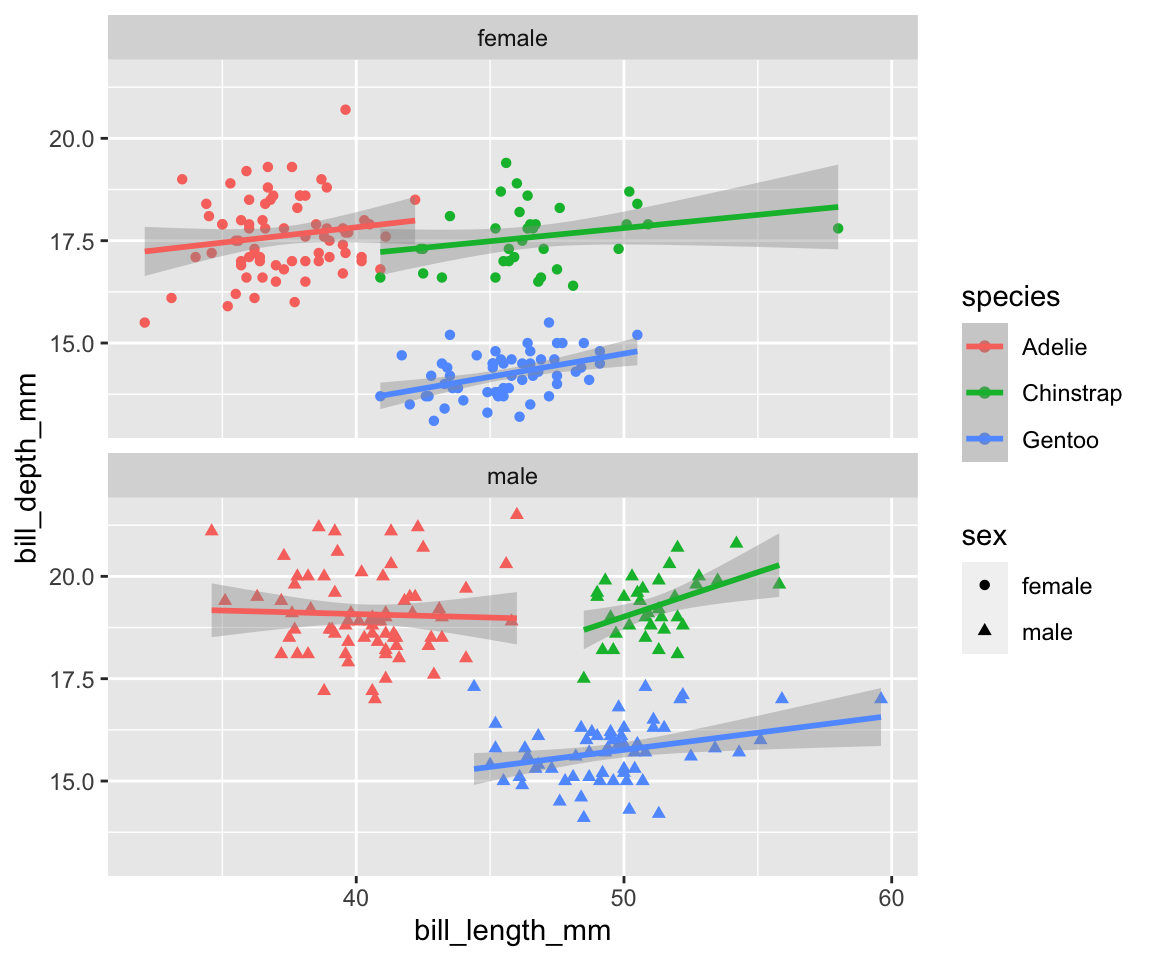 female
20.0
17.5
15.0
male
20.0
17.5
15.0
40
50
60
bill_length_mm
bill_depth_mm
species
Adelie
Chinstrap
Gentoo
sex
female
male